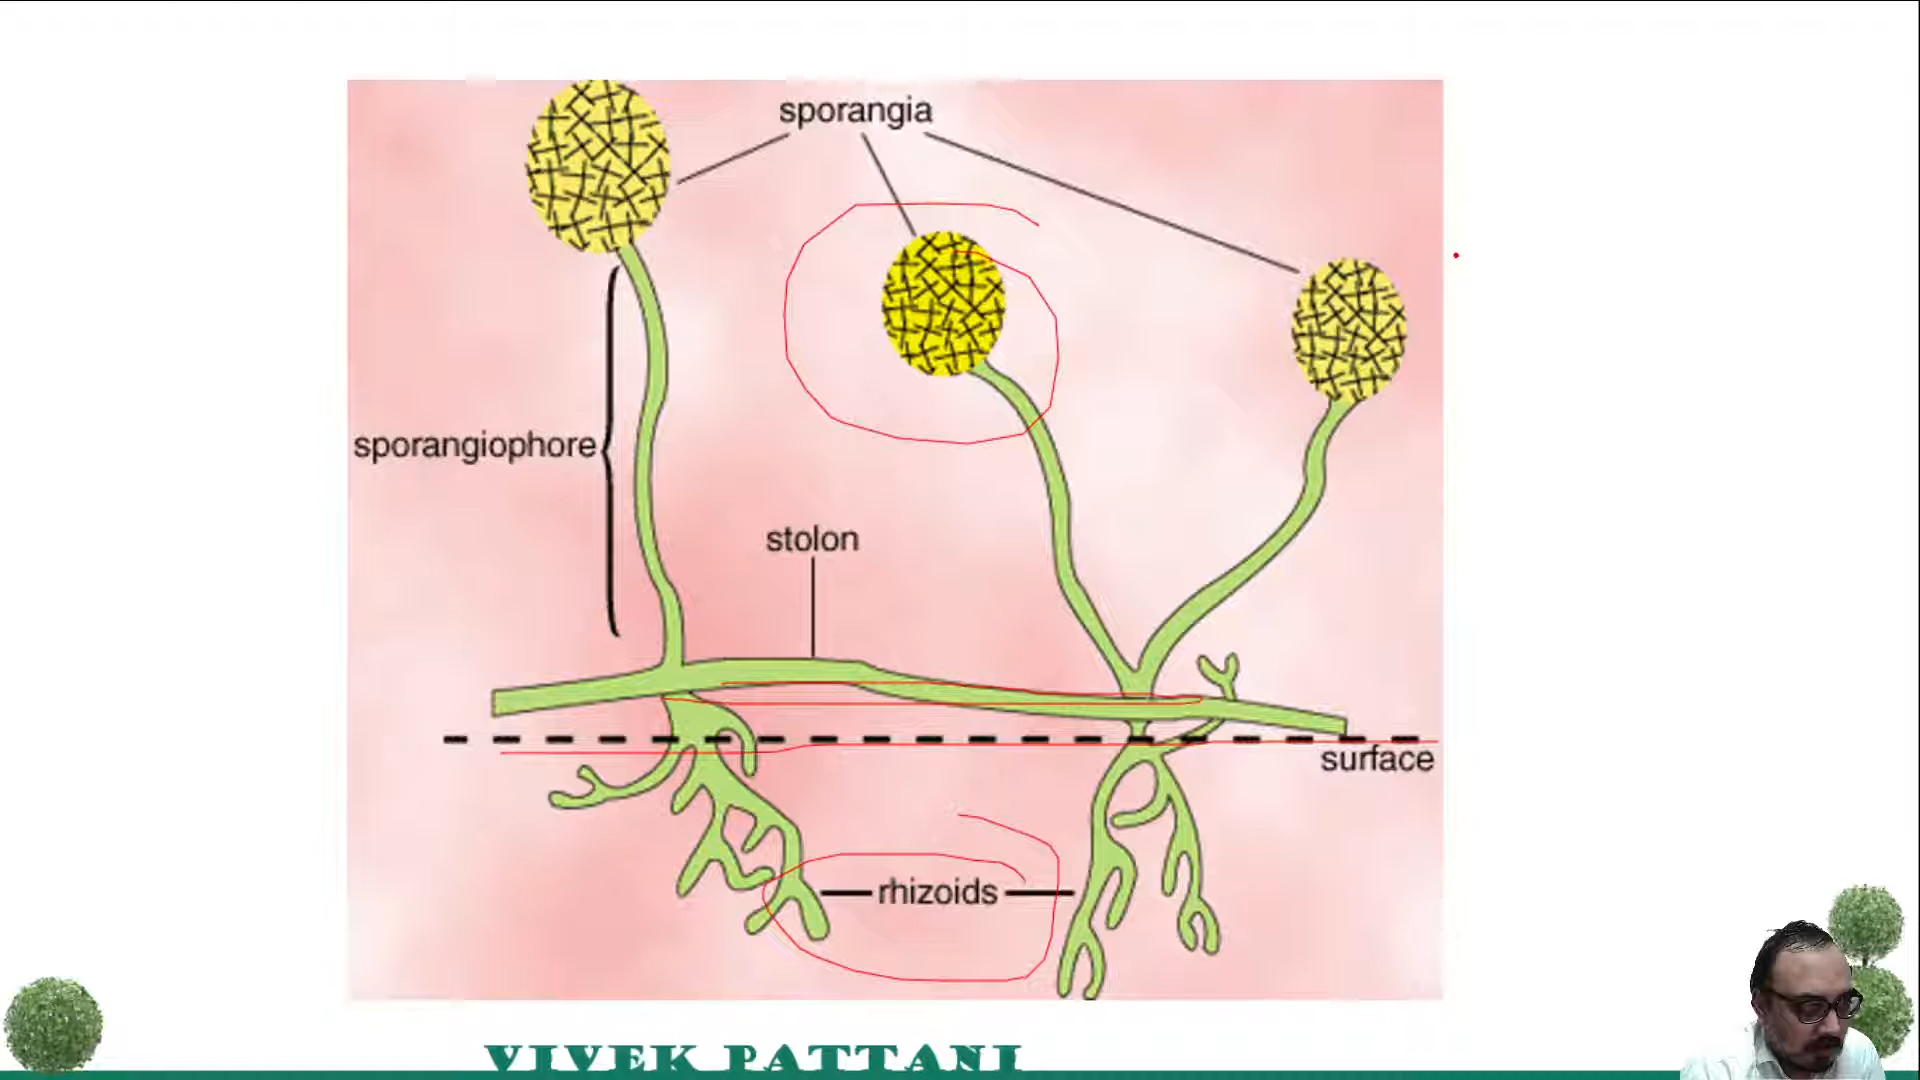 sporangia
sporangiophore
stolon
surface
rhizoids
VIVEK PATTANI